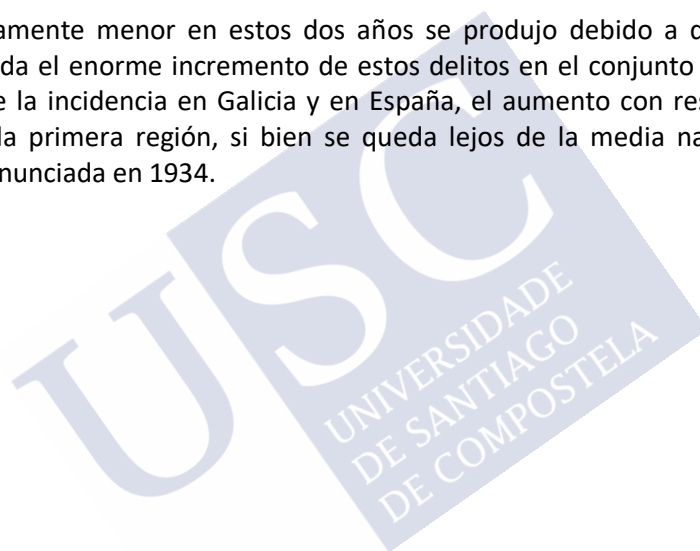 amente menor en estos dos años se produjo debido a
da el enorme incremento de estos delitos en el conjunto
e la incidencia en Galicia y en España, el aumento con res
la primera región, si bien se queda lejos de la media na
nunciada en 1934.
USC
UNIVERSIDADE
DE SANTIAGO
DE COMPOSTELA